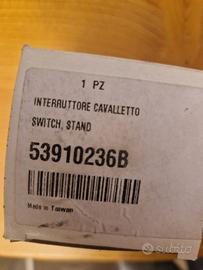 1 PZ
INTERRUTTORE CAVALLETTO
SWITCH, STAND
53910236B
Made in Taiwan
subito